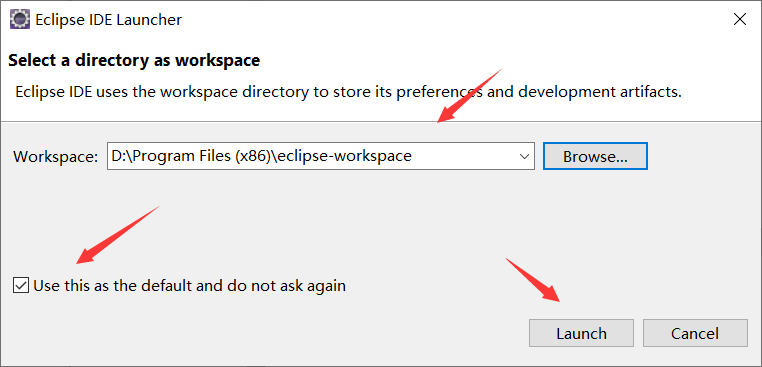 Eclipse IDE Launcher
Select a directory as workspace
Eclipse IDE uses the workspace directory to store its preferences and development artifacts.
Workspace: D:\Program Files (x86)\eclipse-workspace Browse...
Use this as the default and do not ask again
Launch Cancel